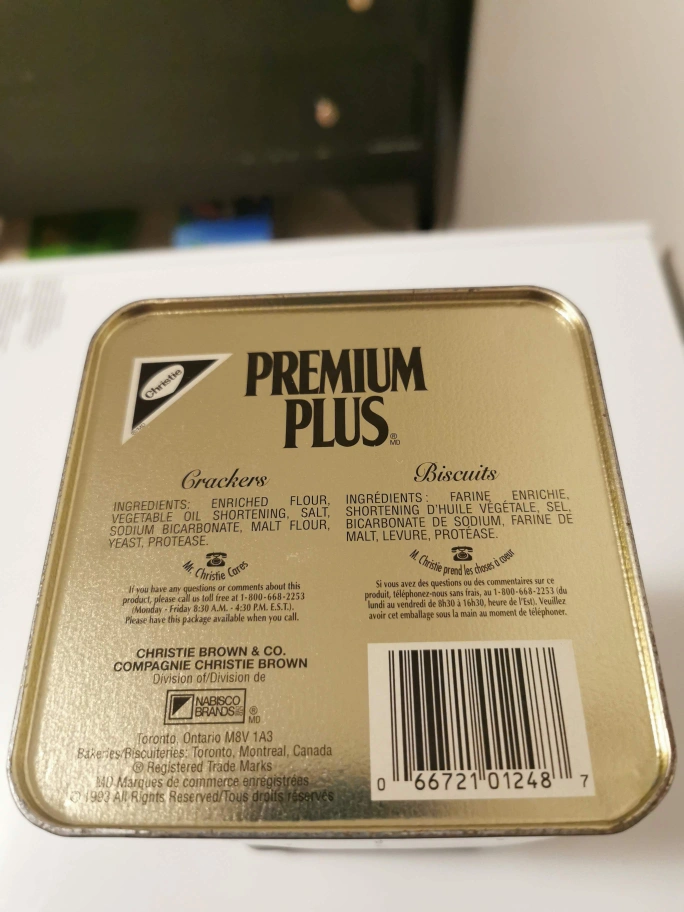 Christie
PREMIUM
PLUS
® MD
Crackers
INGREDIENTS: ENRICHED FLOUR,
VEGETABLE OIL SHORTENING, SALT,
SODIUM BICARBONATE, MALT FLOUR,
YEAST, PROTEASE.
Mr. Christie Cares
If you have any questions or comments about this
product, please call us toll free at 1-800-668-2253
(Monday - Friday 8:30 A.M. - 4:30 P.M. E.S.T.).
Please have this package available when you call.
Biscuits
INGRÉDIENTS : FARINE ENRICHIE,
SHORTENING D'HUILE VÉGÉTALE, SEL,
BICARBONATE DE SODIUM, FARINE DE
MALT, LEVURE, PROTÉASE.
M. Christie prend les choses à coeur
Si vous avez des questions ou des commentaires sur ce
produit, téléphonez-nous sans frais, au 1-800-668-2253 (du
lundi au vendredi de 8h30 à 16h30, heure de l'Est). Veuillez
avoir cet emballage sous la main au moment de téléphoner.
CHRISTIE BROWN & CO.
COMPAGNIE CHRISTIE BROWN
Division of/Division de
NABISCO
BRANDS
® MD
Toronto, Ontario M8V 1A3
Bakeries/Biscuiteries: Toronto, Montreal, Canada
® Registered Trade Marks
MD Marques de commerce enregistrées
© 1993 All Rights Reserved/Tous droits réservés
0 66721 01248 7